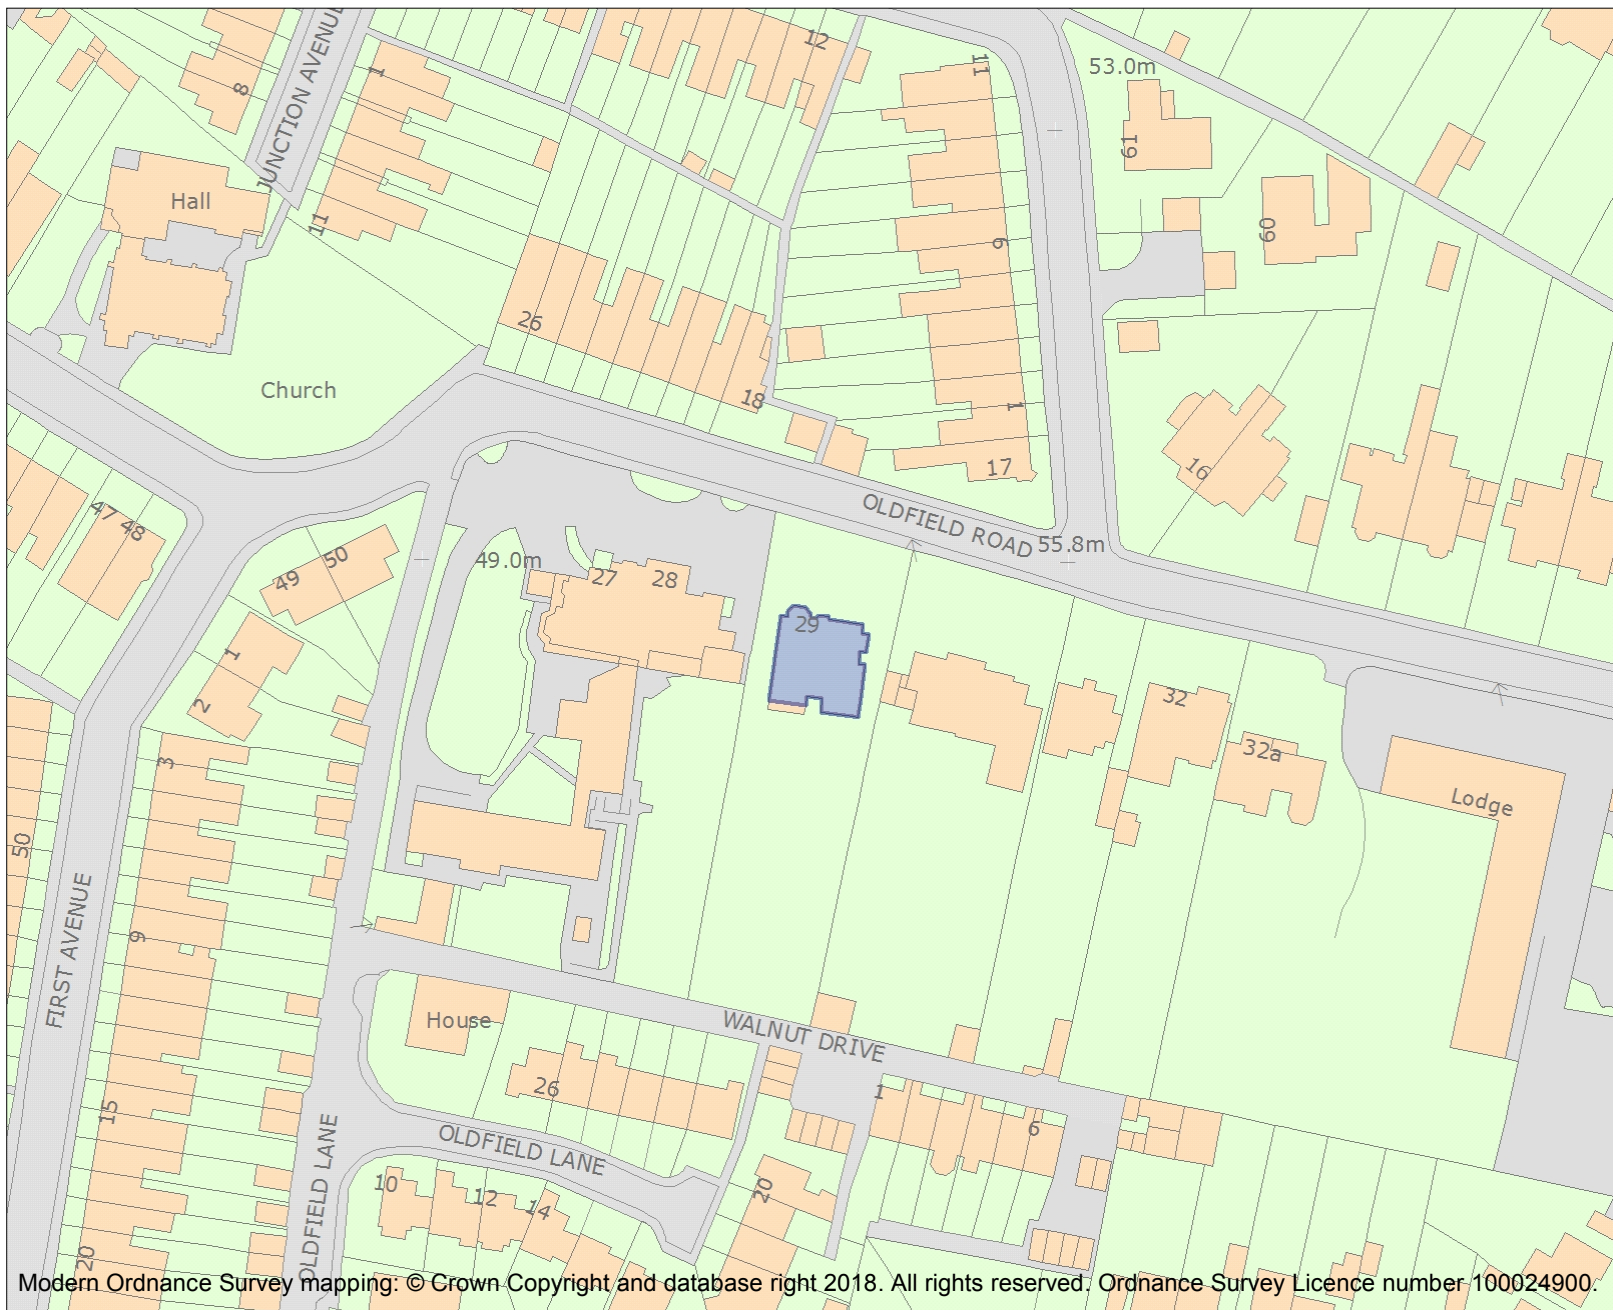 JUNCTION AVENUE
12
11
53.0m
1
8
61
Hall
11
60
6
26
Church
18
1
17
16
OLDFIELD ROAD
55.8m
47 48
49
50
49.0m
27
28
29
1
2
32
32a
3
Lodge
50
9
FIRST AVENUE
House
WALNUT DRIVE
26
1
6
15
OLDFIELD LANE
OLDFIELD LANE
10
12
14
20
20
Modern Ordnance Survey mapping: © Crown Copyright and database right 2018. All rights reserved. Ordnance Survey Licence number 100024900.